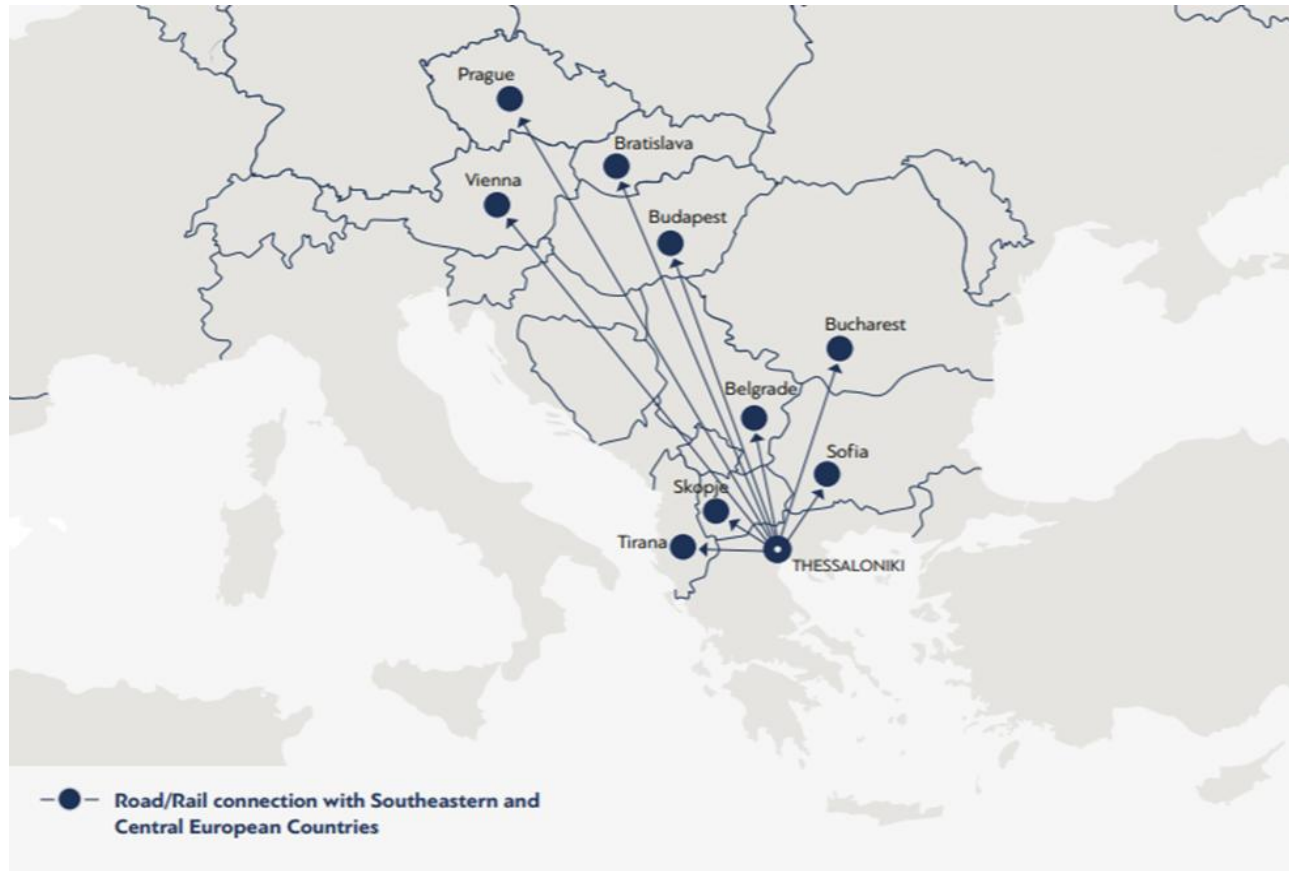 Prague
Bratislava
Vienna
Budapest
Bucharest
Belgrade
Sofia
Skopje
Tirana
THESSALONIKI
Road/Rail connection with Southeastern and
Central European Countries